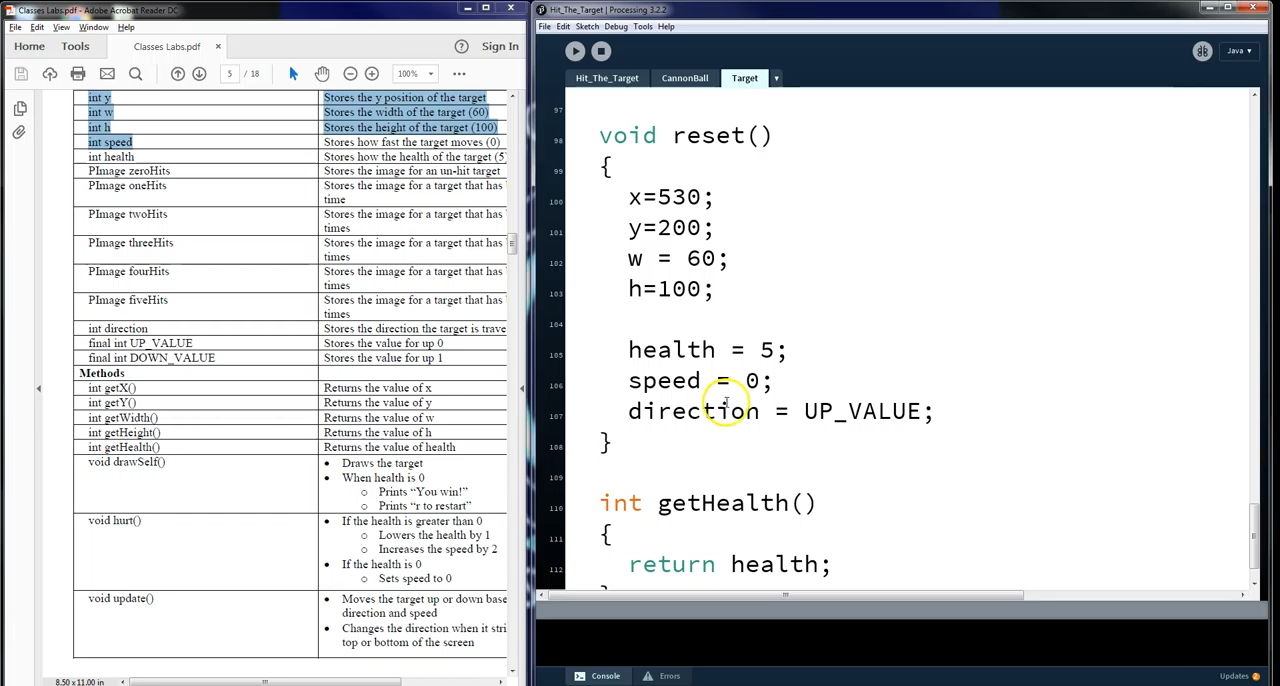 Classes Labs.pdf - Adobe Acrobat Reader DC
File Edit View Window Help
Home Tools Classes Labs.pdf × ? Sign In
5 / 18 100%
int y Stores the y position of the target
int w Stores the width of the target (60)
int h Stores the height of the target (100)
int speed Stores how fast the target moves (0)
int health Stores how the health of the target (5
PImage zeroHits Stores the image for an un-hit target
PImage oneHits Stores the image for a target that has
time
PImage twoHits Stores the image for a target that has
times
PImage threeHits Stores the image for a target that has
times
PImage fourHits Stores the image for a target that has
times
PImage fiveHits Stores the image for a target that has
times
int direction Stores the direction the target is trave
final int UP_VALUE Stores the value for up 0
final int DOWN_VALUE Stores the value for up 1
Methods
int getX() Returns the value of x
int getY() Returns the value of y
int getWidth() Returns the value of w
int getHeight() Returns the value of h
int getHealth() Returns the value of health
void drawSelf() • Draws the target
• When health is 0
o Prints “You win!”
o Prints “r to restart”
void hurt() • If the health is greater than 0
o Lowers the health by 1
o Increases the speed by 2
• If the health is 0
o Sets speed to 0
void update() • Moves the target up or down base
direction and speed
• Changes the direction when it stri
top or bottom of the screen
8.50 x 11.00 in
Hit_The_Target | Processing 3.2.2
File Edit Sketch Debug Tools Help
Java ▾
Hit_The_Target CannonBall Target ▾
97
98 void reset()
99 {
100 x=530;
101 y=200;
102 w = 60;
103 h=100;
104
105 health = 5;
106 speed = 0;
107 direction = UP_VALUE;
108 }
109
110 int getHealth()
111 {
112 return health;
}
Console Errors Updates 2